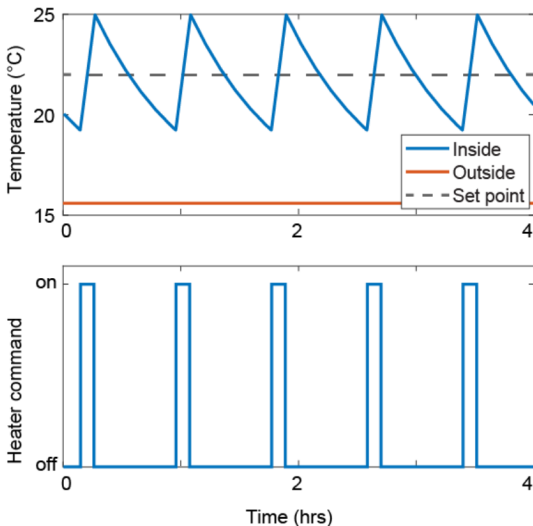 Temperature (°C)
25
20
15
Inside
Outside
Set point
0
2
4
Heater command
on
off
0
2
4
Time (hrs)